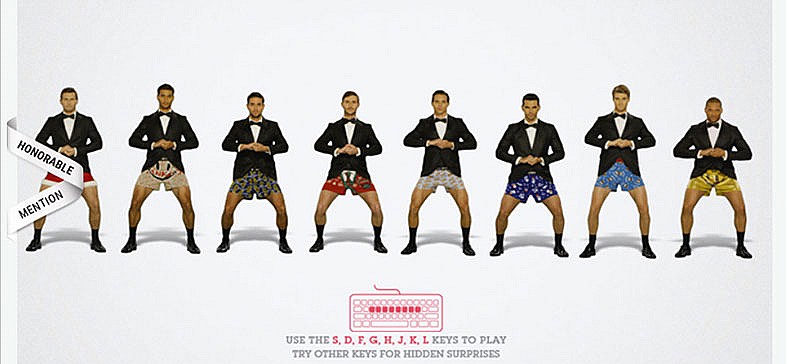 HONORABLE
MENTION
USE THE S, D, F, G, H, J, K, L KEYS TO PLAY
TRY OTHER KEYS FOR HIDDEN SURPRISES